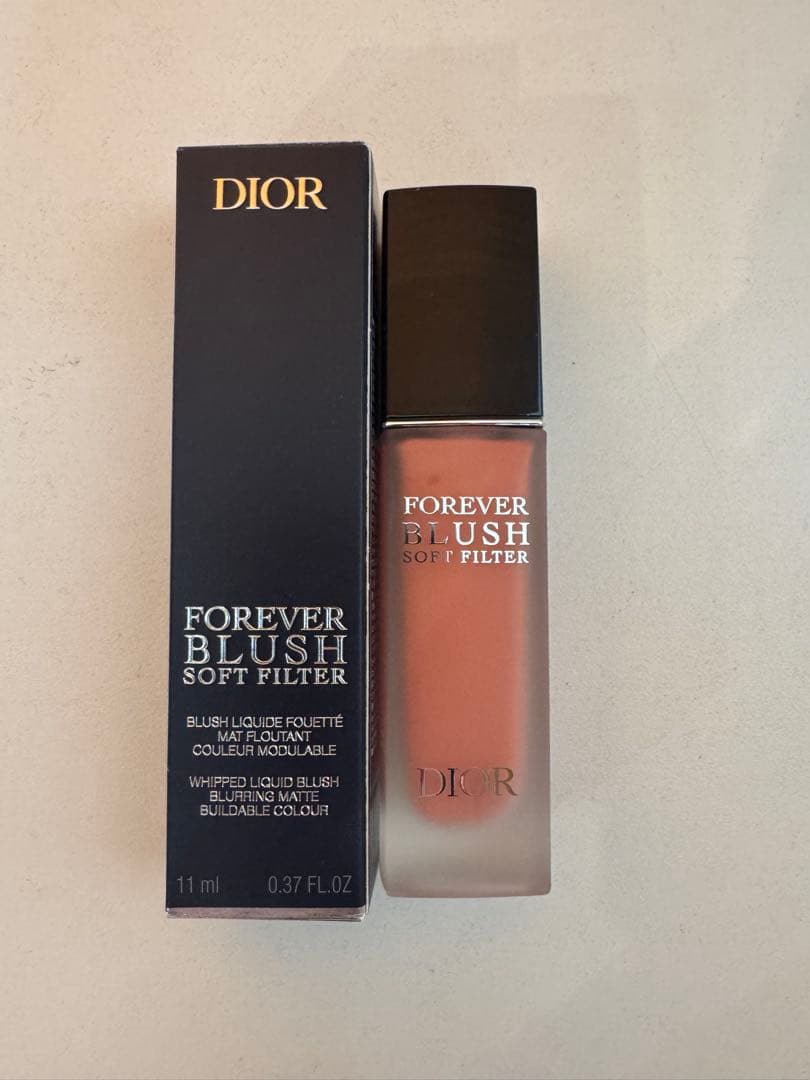 DIOR
FOREVER
BLUSH
SOFT FILTER
BLUSH LIQUIDE FOUETTÉ
MAT FLOUTANT
COULEUR MODULABLE
WHIPPED LIQUID BLUSH
BLURRING MATTE
BUILDABLE COLOUR
11 ml 0.37 FL.OZ
FOREVER
BLUSH
SOFT FILTER
DIOR